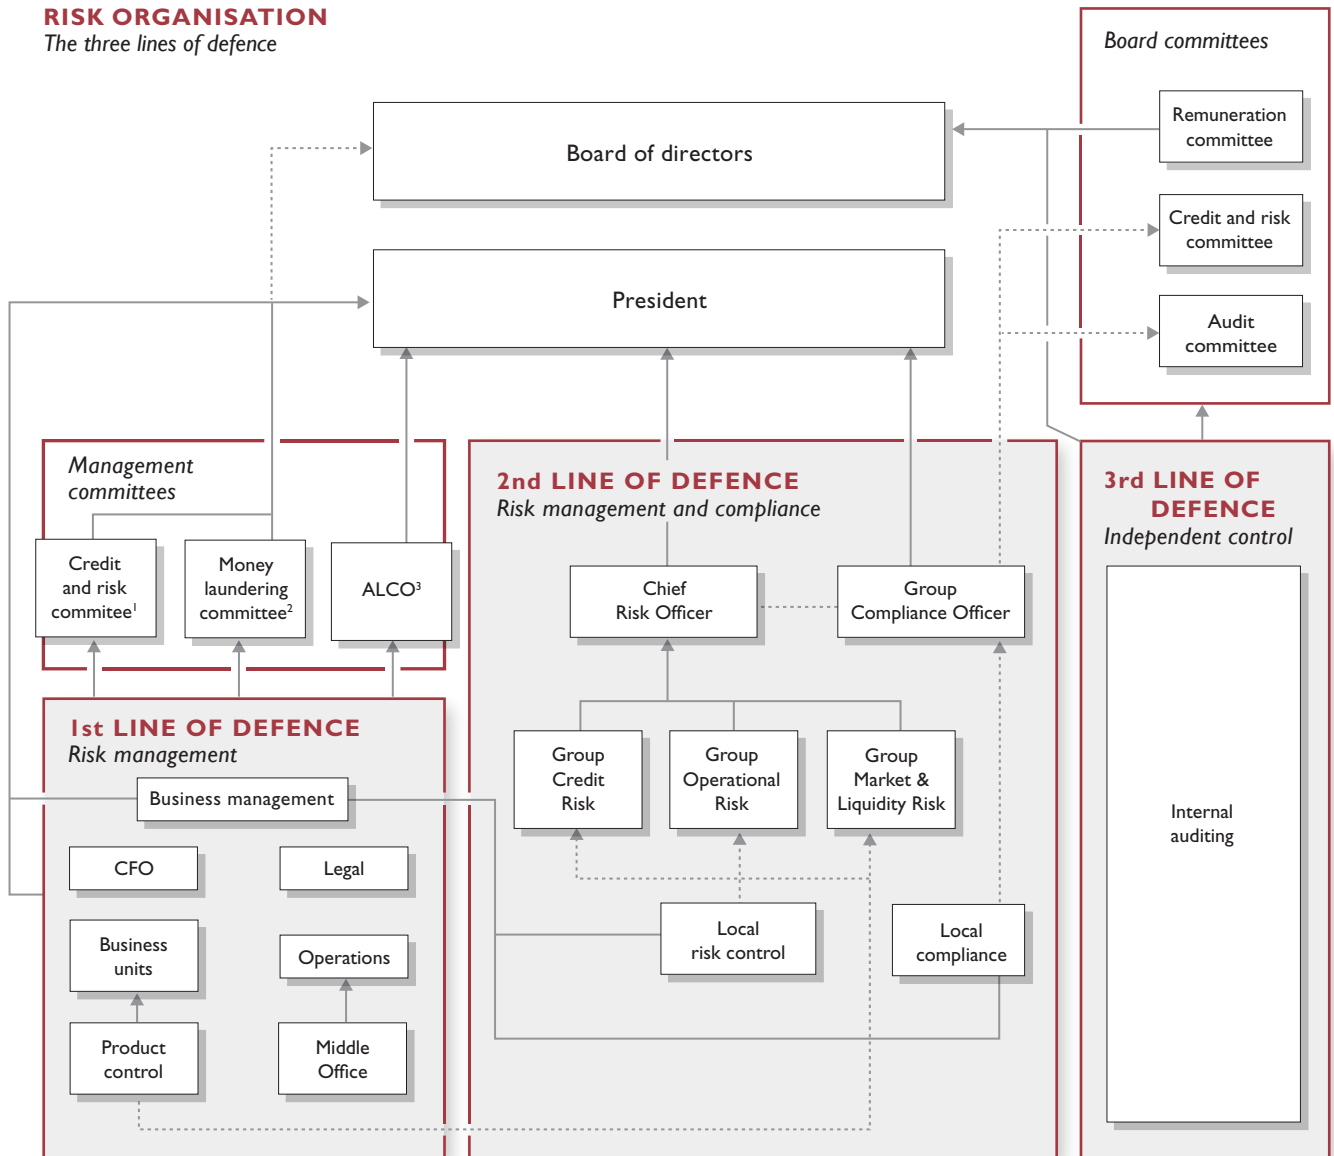 RISK ORGANISATION
The three lines of defence
Board committees
Remuneration
committee
Board of directors
Credit and risk
committee
President
Audit
committee
Management
committees
Credit
and risk
commitee¹
Money
laundering
committee²
ALCO³
2nd LINE OF DEFENCE
Risk management and compliance
Chief
Risk Officer
Group
Compliance Officer
Group
Credit
Risk
Group
Operational
Risk
Group
Market &
Liquidity Risk
Local
risk control
Local
compliance
3rd LINE OF
DEFENCE
Independent control
Internal
auditing
1st LINE OF DEFENCE
Risk management
Business management
CFO
Legal
Business
units
Operations
Product
control
Middle
Office